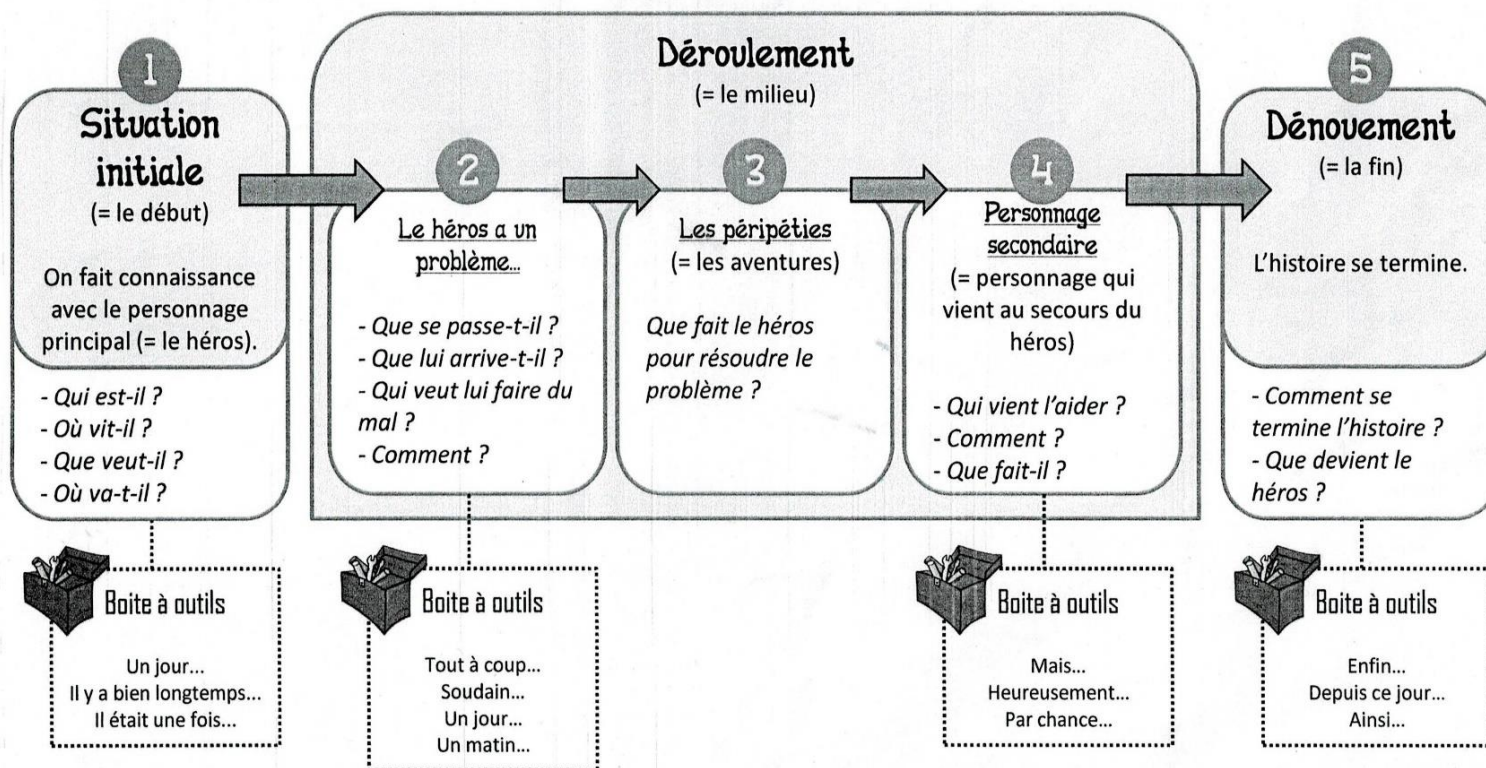 1
Situation
initiale
(= le début)
On fait connaissance
avec le personnage
principal (= le héros).
- Qui est-il ?
- Où vit-il ?
- Que veut-il ?
- Où va-t-il ?
Boite à outils
Un jour...
Il y a bien longtemps...
Il était une fois...
Déroulement
(= le milieu)
2
Le héros a un
problème...
- Que se passe-t-il ?
- Que lui arrive-t-il ?
- Qui veut lui faire du
mal ?
- Comment ?
Boite à outils
Tout à coup...
Soudain...
Un jour...
Un matin...
3
Les péripéties
(= les aventures)
Que fait le héros
pour résoudre le
problème ?
4
Personnage
secondaire
(= personnage qui
vient au secours du
héros)
- Qui vient l'aider ?
- Comment ?
- Que fait-il ?
Boite à outils
Mais...
Heureusement...
Par chance...
5
Dénouement
(= la fin)
L'histoire se termine.
- Comment se
termine l'histoire ?
- Que devient le
héros ?
Boite à outils
Enfin...
Depuis ce jour...
Ainsi...